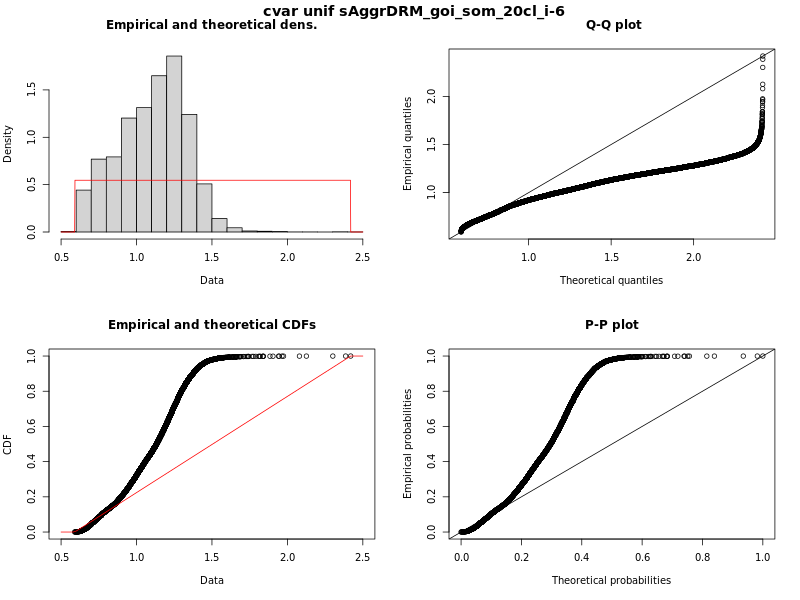 cvar unif sAggrDRM_goi_som_20cl_i-6
Empirical and theoretical dens.
Density
0.0 0.5 1.0 1.5
0.5 1.0 1.5 2.0 2.5
Data
Q-Q plot
Empirical quantiles
1.0 1.5 2.0
1.0 1.5 2.0
Theoretical quantiles
Empirical and theoretical CDFs
CDF
0.0 0.2 0.4 0.6 0.8 1.0
0.5 1.0 1.5 2.0 2.5
Data
P-P plot
Empirical probabilities
0.0 0.2 0.4 0.6 0.8 1.0
0.0 0.2 0.4 0.6 0.8 1.0
Theoretical probabilities